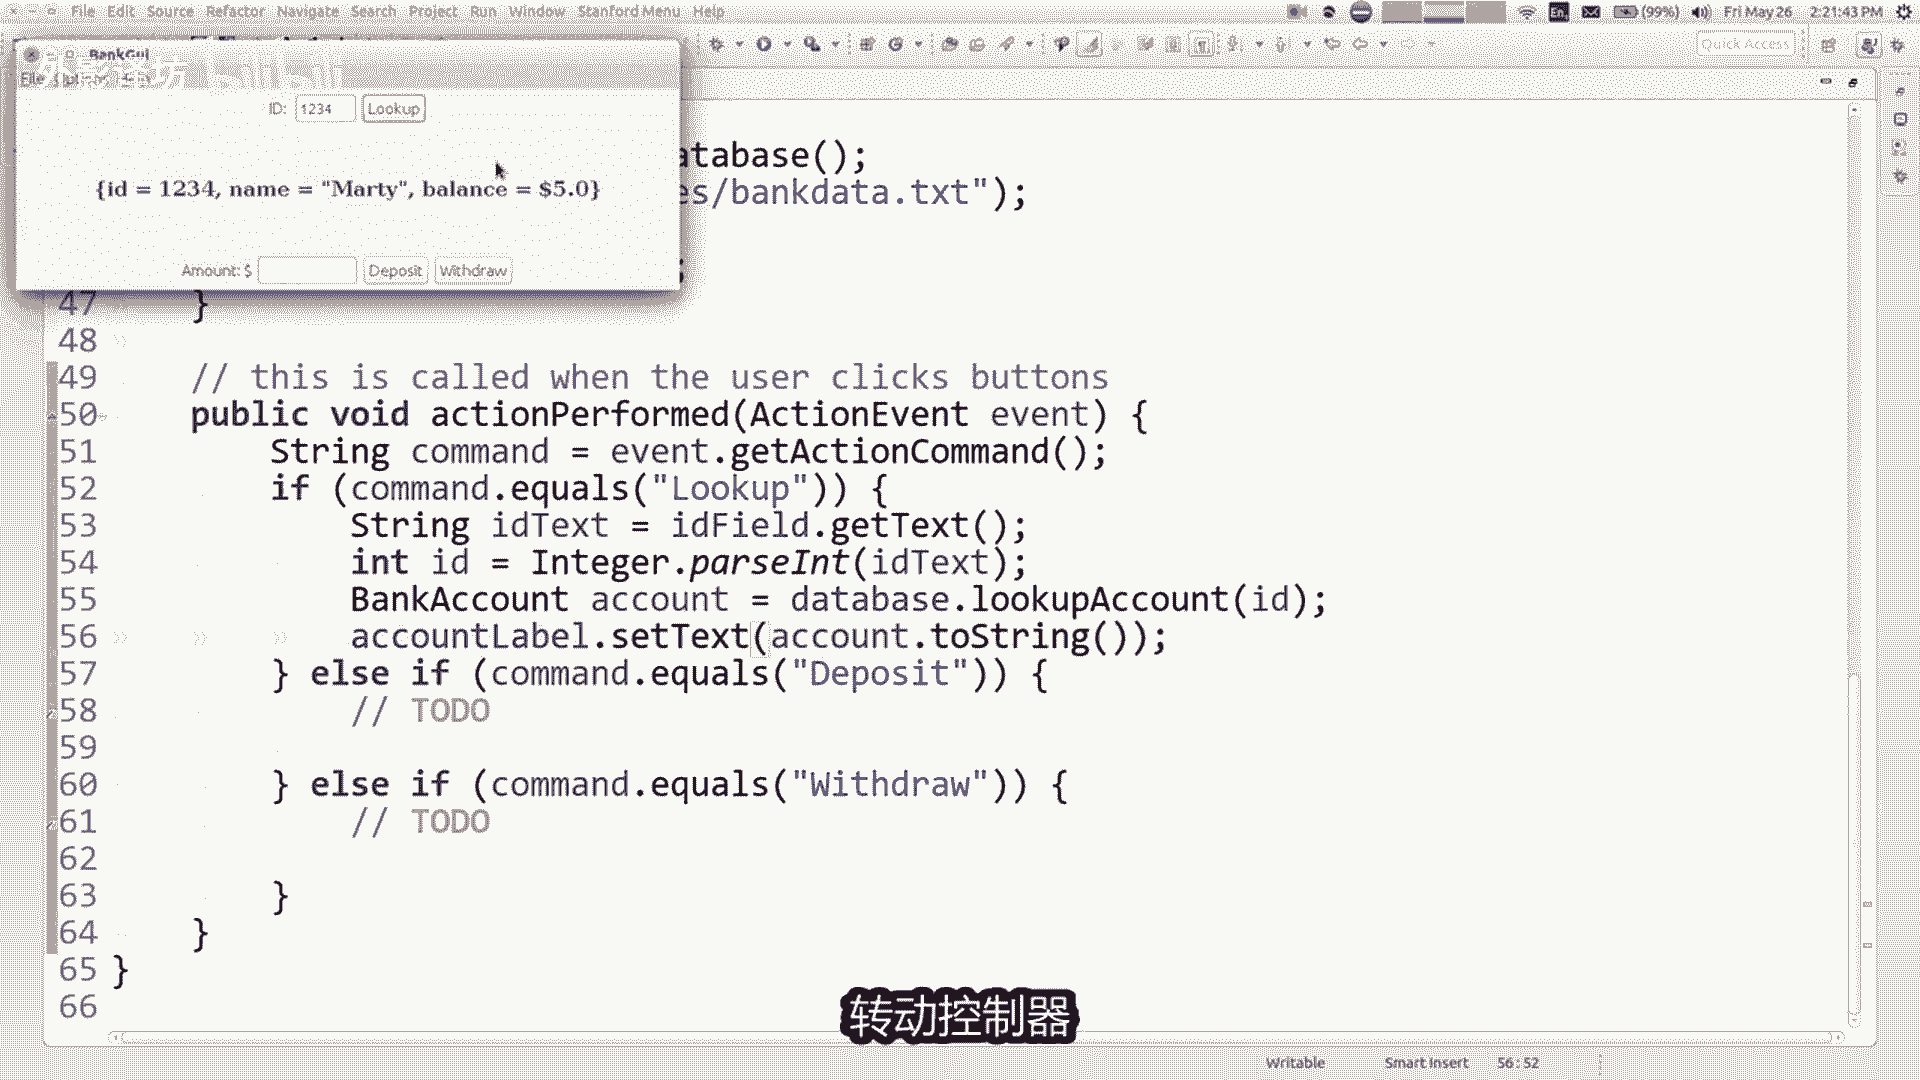 File Edit Source Refactor Navigate Search Project Run Window Stanford Menu Help
(99%) Fri May 26 2:21:43 PM
BankGui
Quick Access
File
bilibili
ID: 1234 Lookup
{id = 1234, name = "Marty", balance = $5.0}
Amount: $ Deposit Withdraw
atabase();
es/bankdata.txt");
;
47 }
48
49 // this is called when the user clicks buttons
50 public void actionPerformed(ActionEvent event) {
51 String command = event.getActionCommand();
52 if (command.equals("Lookup")) {
53 String idText = idField.getText();
54 int id = Integer.parseInt(idText);
55 BankAccount account = database.lookupAccount(id);
56 accountLabel.setText(account.toString());
57 } else if (command.equals("Deposit")) {
58 // TODO
59
60 } else if (command.equals("Withdraw")) {
61 // TODO
62
63 }
64 }
65 }
66
转动控制器
Writable Smart Insert 56:52